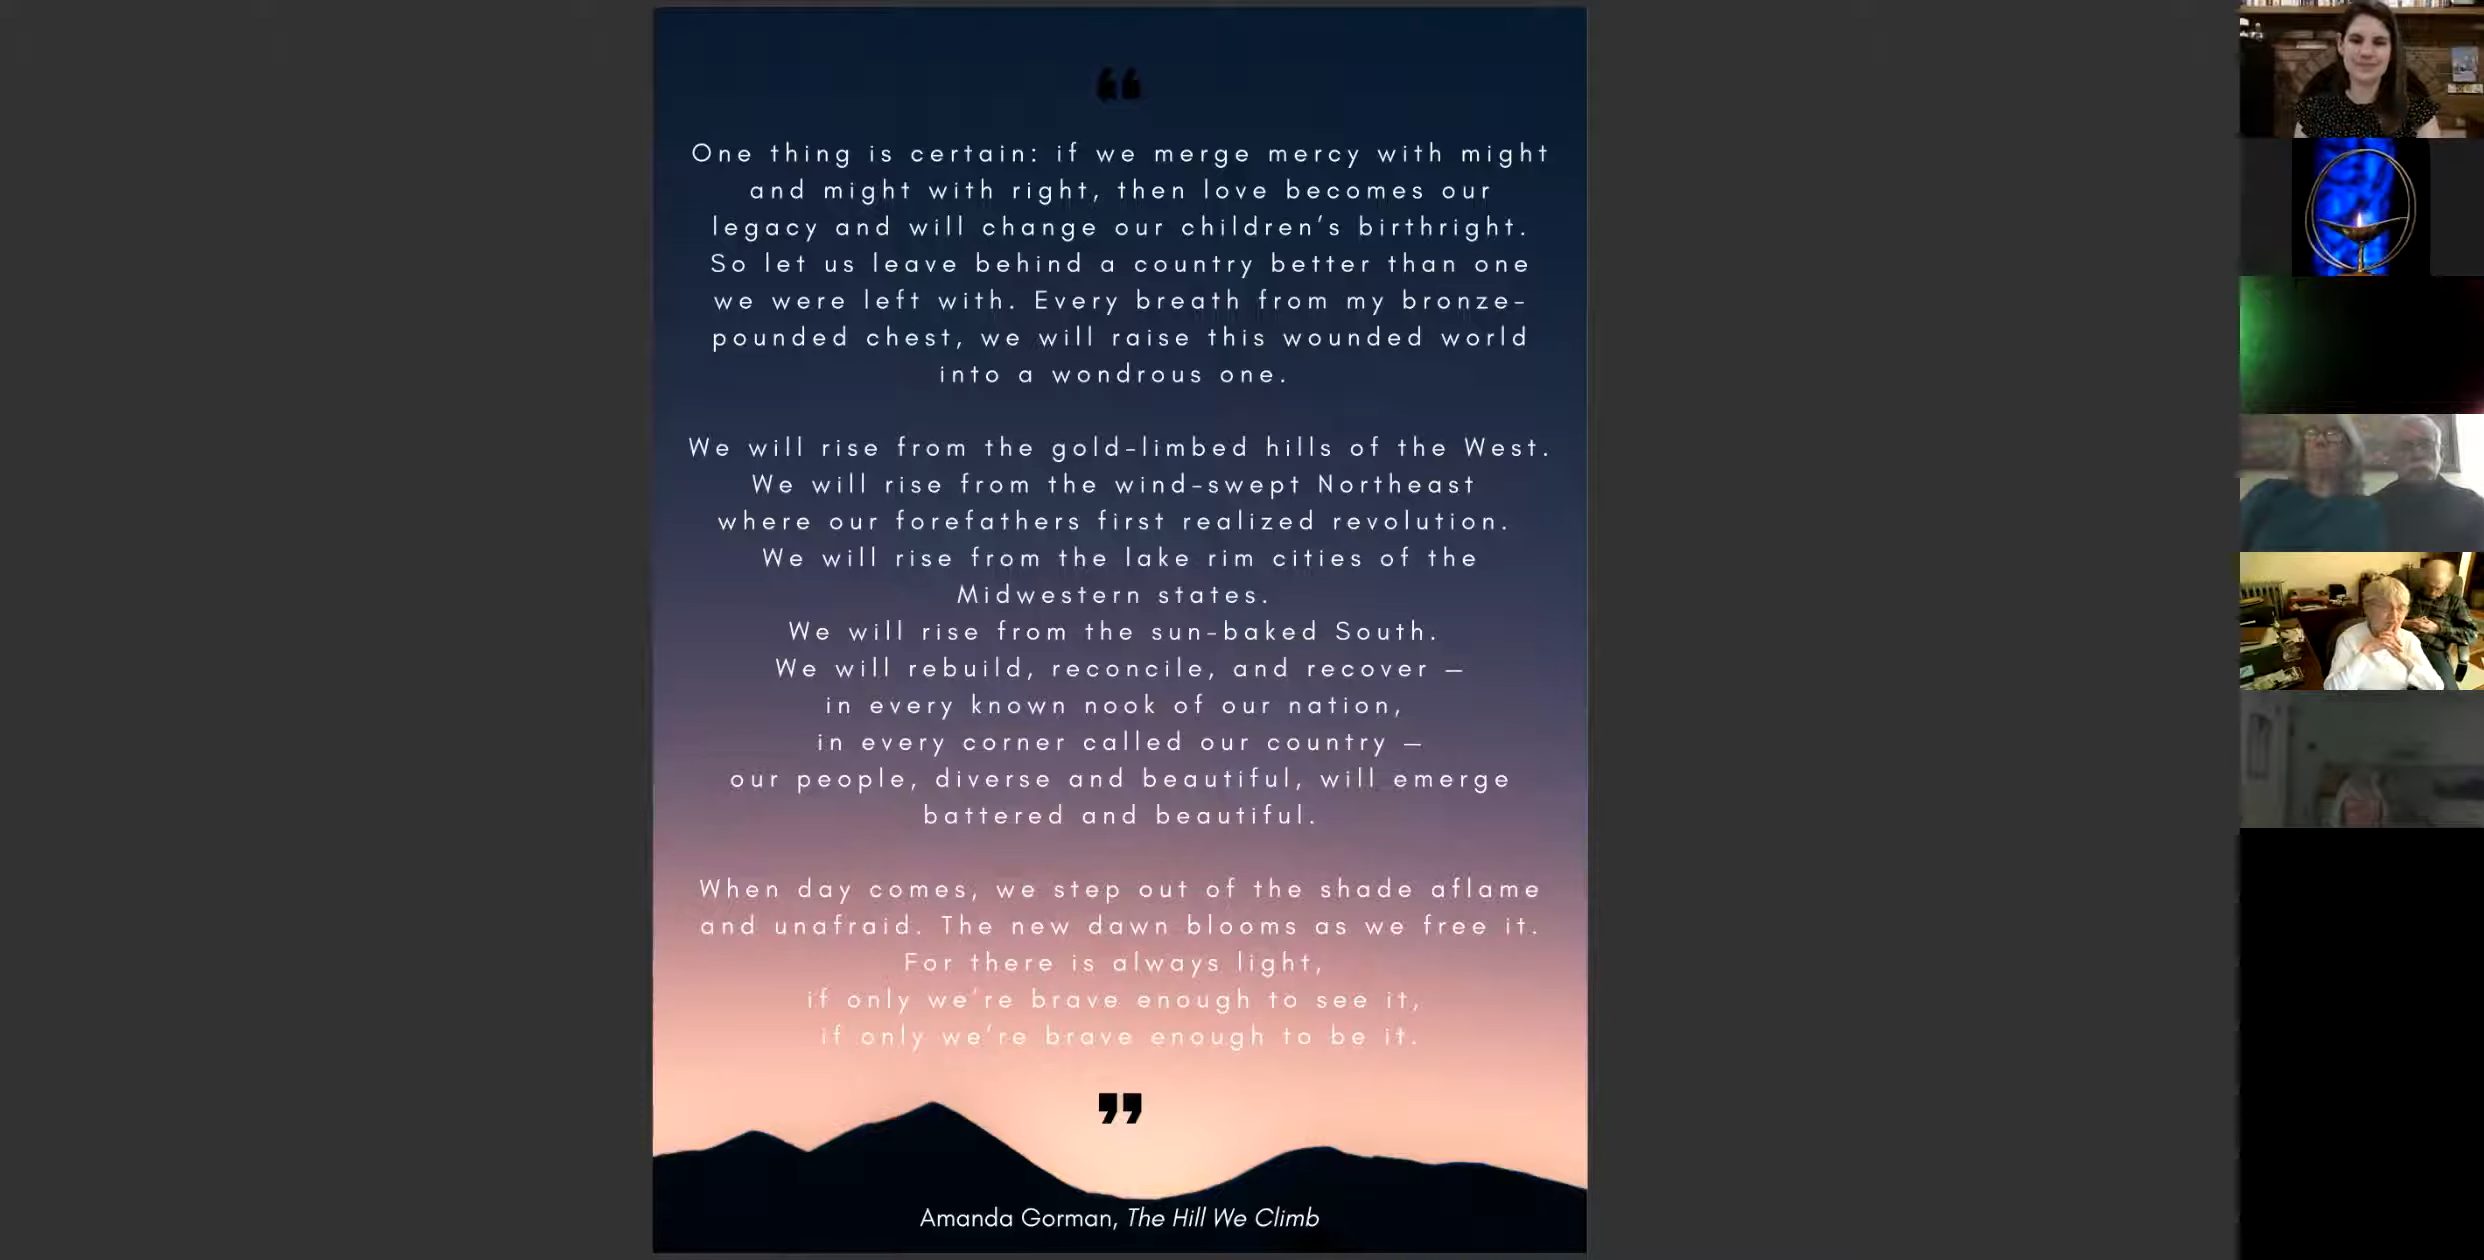 “
One thing is certain: if we merge mercy with might
and might with right, then love becomes our
legacy and will change our children’s birthright.
So let us leave behind a country better than one
we were left with. Every breath from my bronze-
pounded chest, we will raise this wounded world
into a wondrous one.
We will rise from the gold-limbed hills of the West.
We will rise from the wind-swept Northeast
where our forefathers first realized revolution.
We will rise from the lake rim cities of the
Midwestern states.
We will rise from the sun-baked South.
We will rebuild, reconcile, and recover –
in every known nook of our nation,
in every corner called our country –
our people, diverse and beautiful, will emerge
battered and beautiful.
When day comes, we step out of the shade aflame
and unafraid. The new dawn blooms as we free it.
For there is always light,
if only we’re brave enough to see it,
if only we’re brave enough to be it.
”
Amanda Gorman, The Hill We Climb